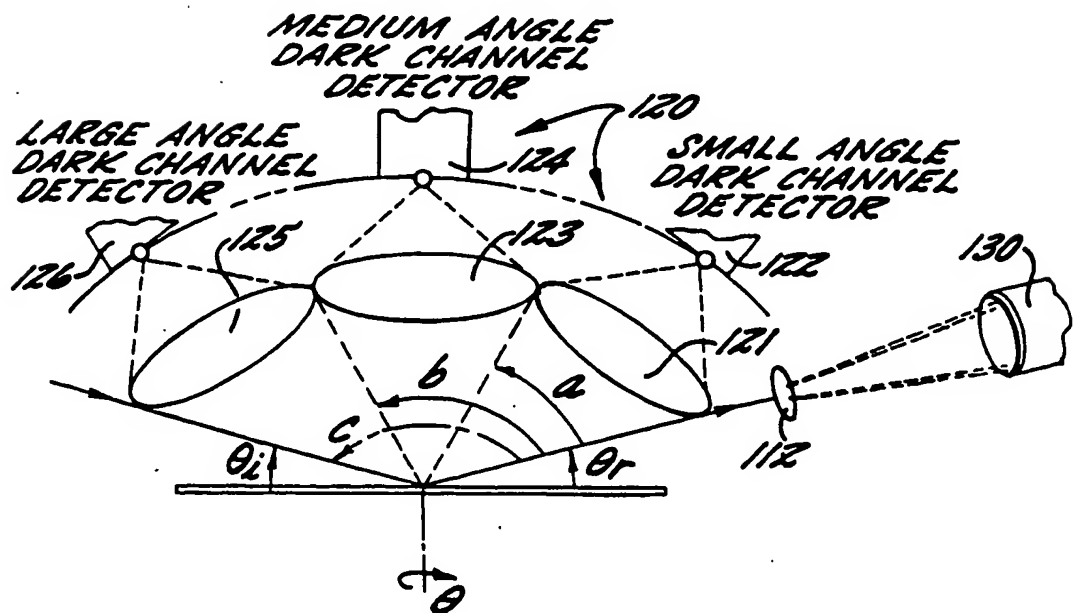 MEDIUM ANGLE
DARK CHANNEL
DETECTOR
120
LARGE ANGLE
DARK CHANNEL
DETECTOR
124
SMALL ANGLE
DARK CHANNEL
DETECTOR
125
123
126
122
130
121
b
a
c
112
θi
θr
θ